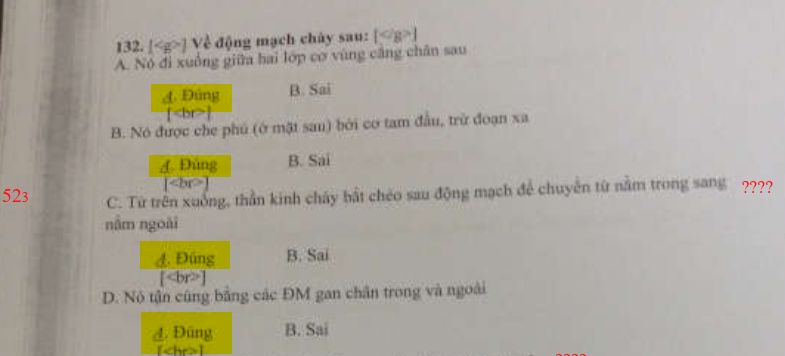 132. [<g>] Về động mạch chày sau: [</g>]
A. Nó đi xuống giữa hai lớp cơ vùng cẳng chân sau
A. Đúng B. Sai
[<br>]
B. Nó được che phủ (ở mặt sau) bởi cơ tam đầu, trừ đoạn xa
A. Đúng B. Sai
[<br>]
523
C. Từ trên xuống, thần kinh chày bắt chéo sau động mạch để chuyển từ nằm trong sang ????
nằm ngoài
A. Đúng B. Sai
[<br>]
D. Nó tận cùng bằng các ĐM gan chân trong và ngoài
A. Đúng B. Sai
[<br>]
????